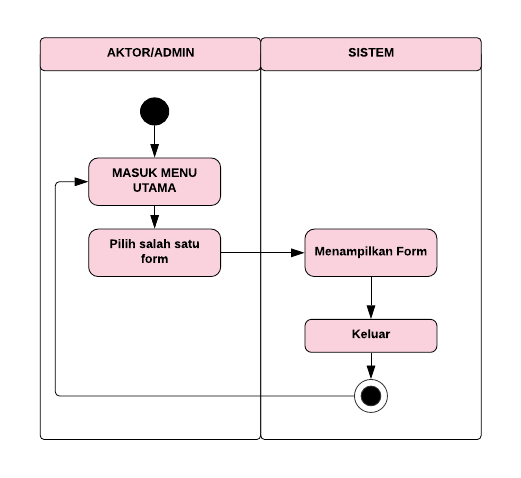 AKTOR/ADMIN
SISTEM
MASUK MENU
UTAMA
Pilih salah satu
form
Menampilkan Form
Keluar